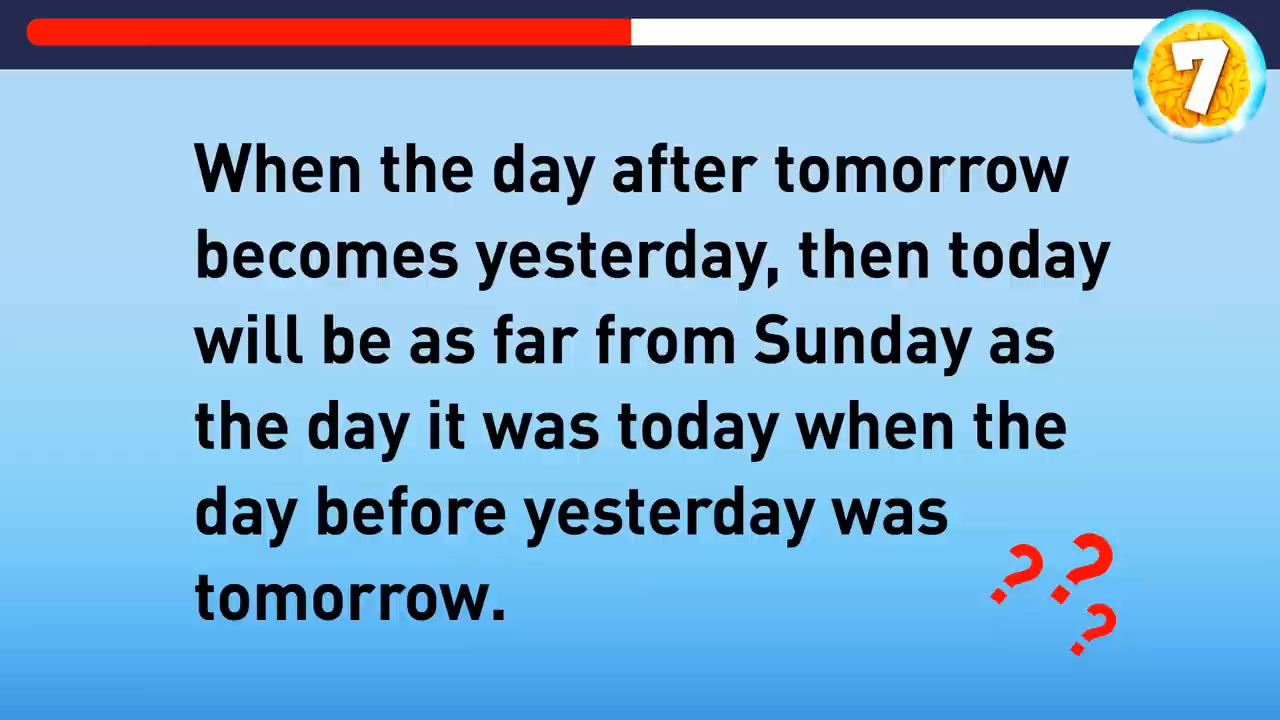 7
When the day after tomorrow
becomes yesterday, then today
will be as far from Sunday as
the day it was today when the
day before yesterday was
tomorrow.
? ?
?